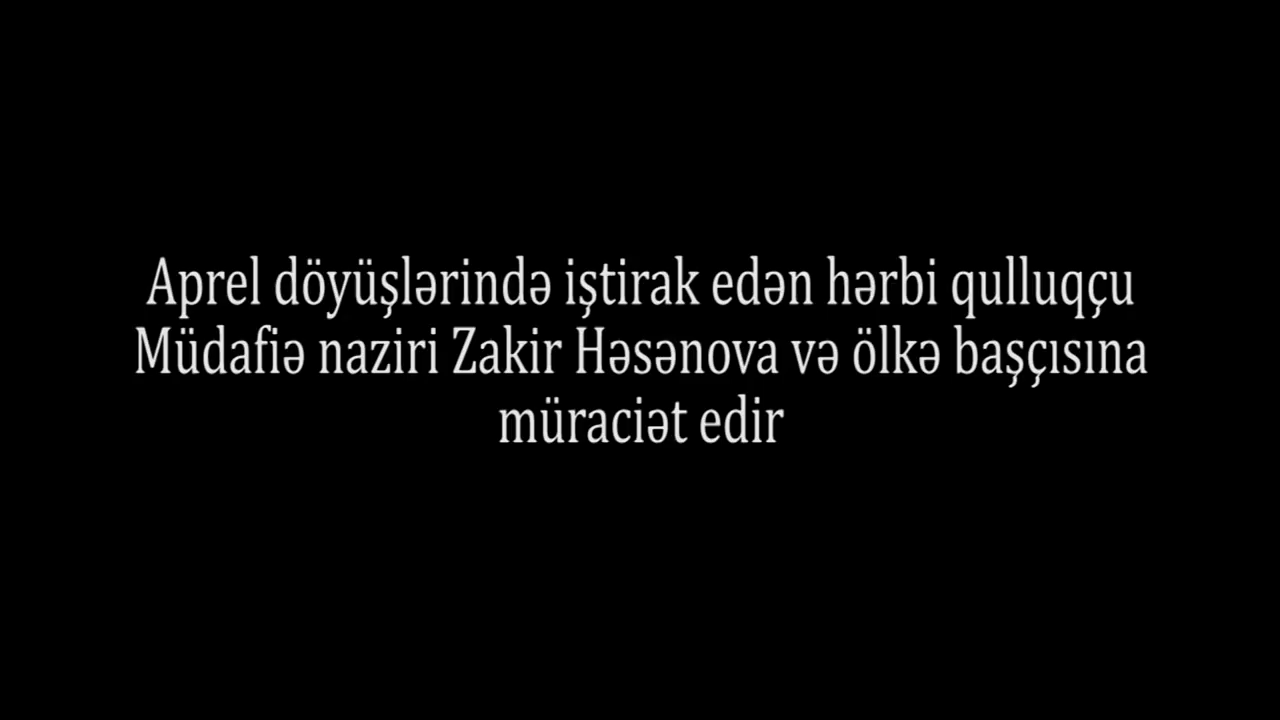 Aprel döyüşlərində iştirak edən hərbi qulluqçu
Müdafiə naziri Zakir Həsənova və ölkə başçısına
müraciət edir